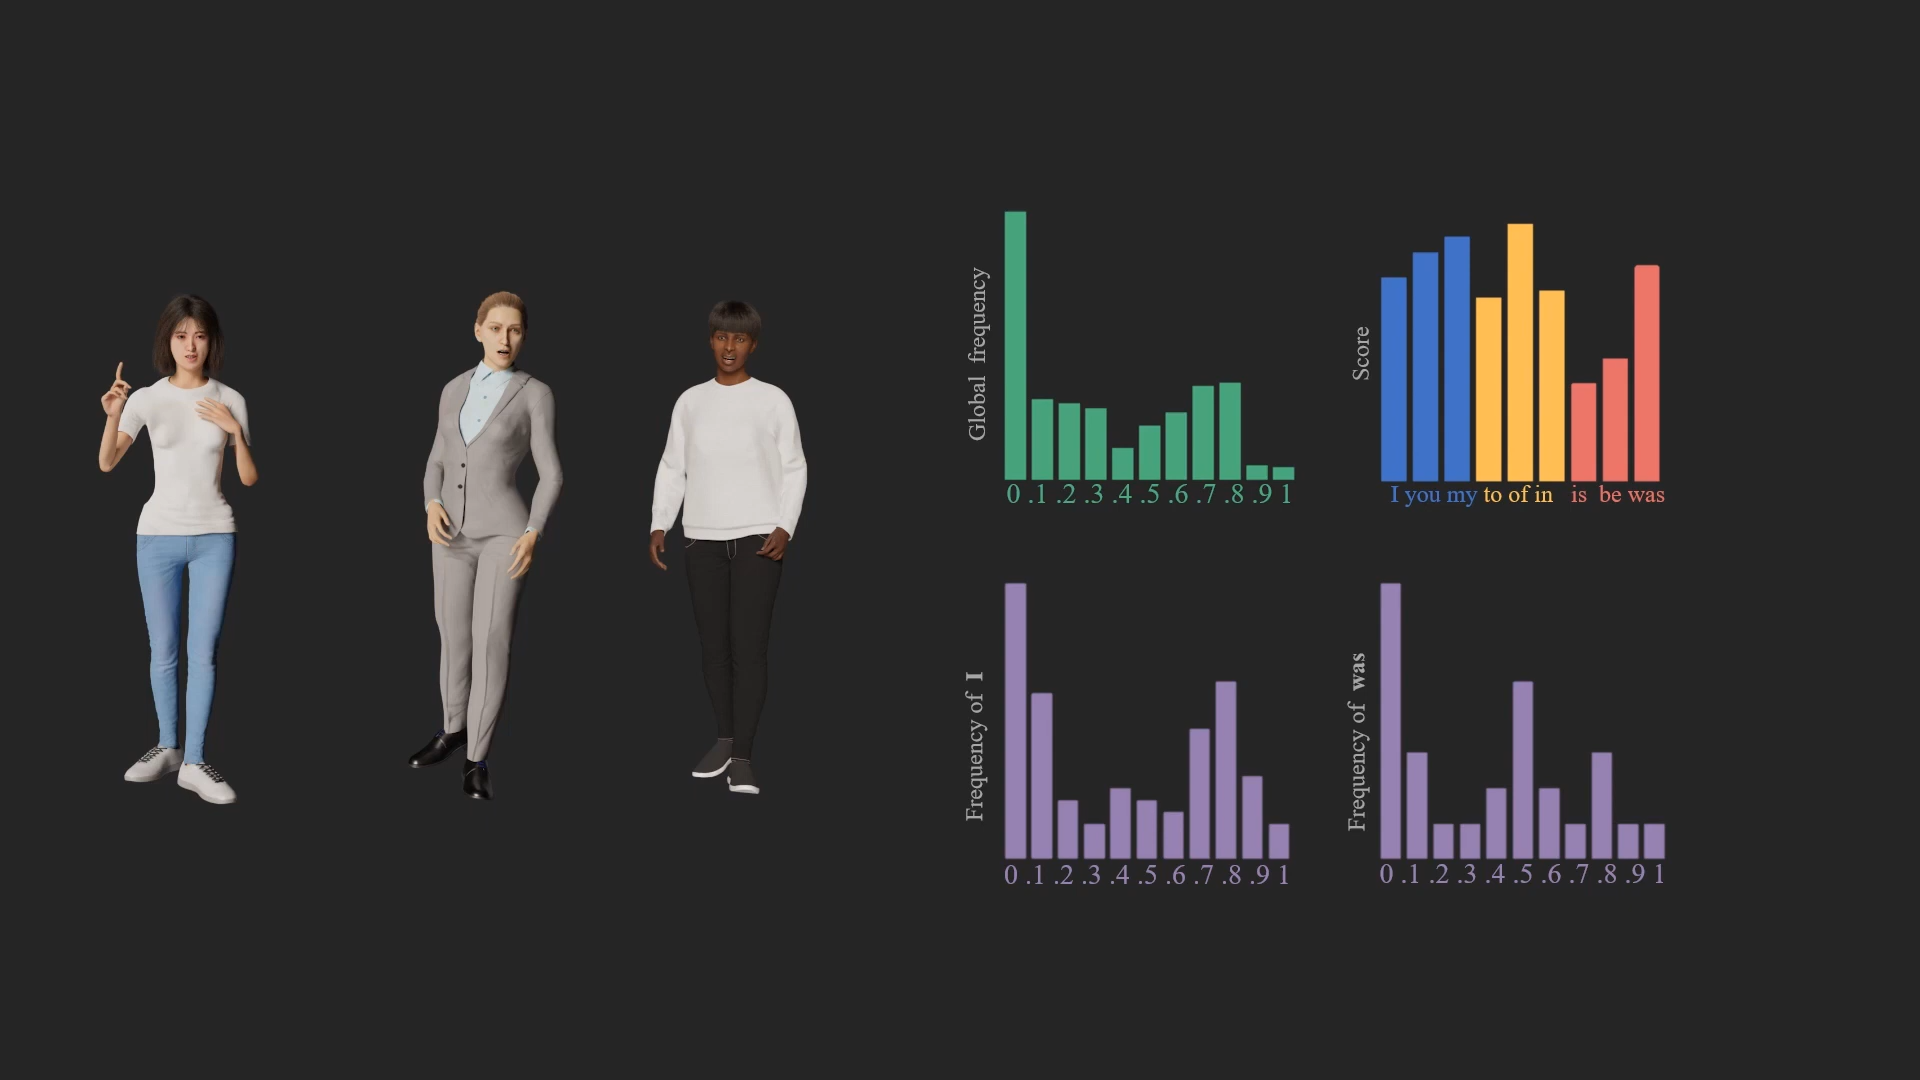 Global frequency
0 .1 .2 .3 .4 .5 .6 .7 .8 .9 1
Score
I you my to of in is be was
Frequency of I
0 .1 .2 .3 .4 .5 .6 .7 .8 .9 1
Frequency of was
0 .1 .2 .3 .4 .5 .6 .7 .8 .9 1